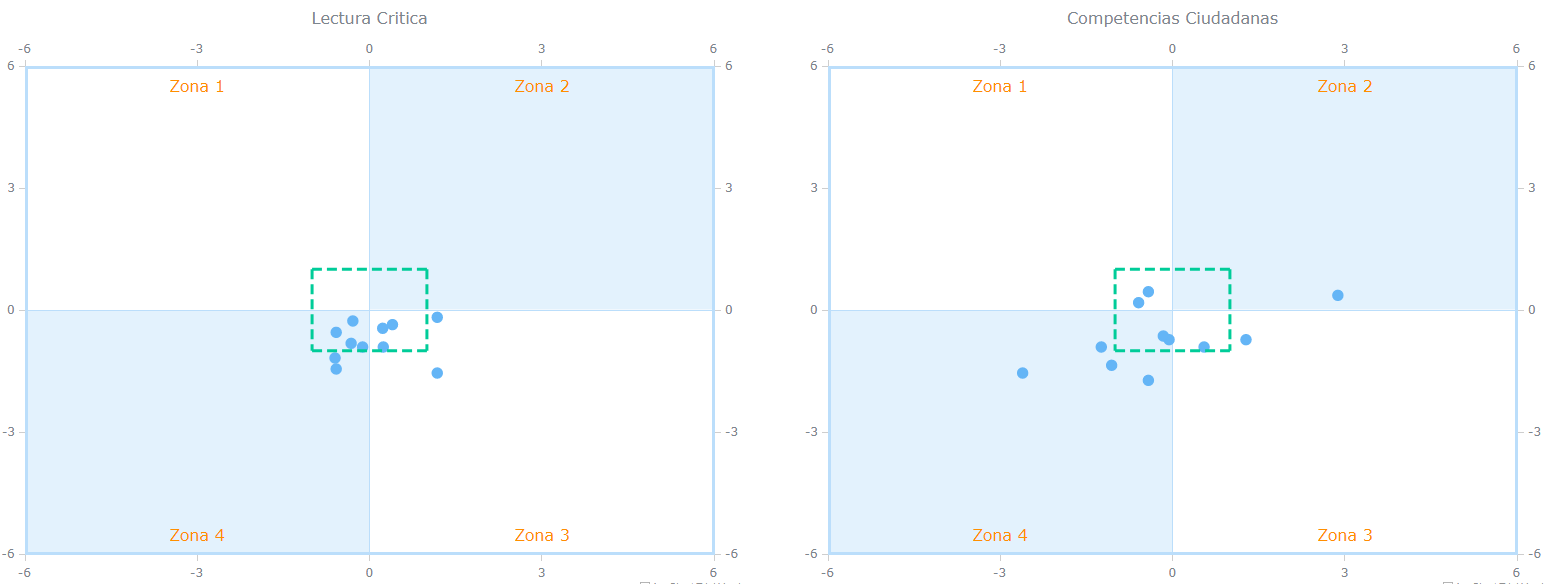 Lectura Critica
-6 -3 0 3 6
6 6
Zona 1 Zona 2
3 3
0 0
-3 -3
Zona 4 Zona 3
-6 -6
-6 -3 0 3 6
Competencias Ciudadanas
-6 -3 0 3 6
6 6
Zona 1 Zona 2
3 3
0 0
-3 -3
Zona 4 Zona 3
-6 -6
-6 -3 0 3 6